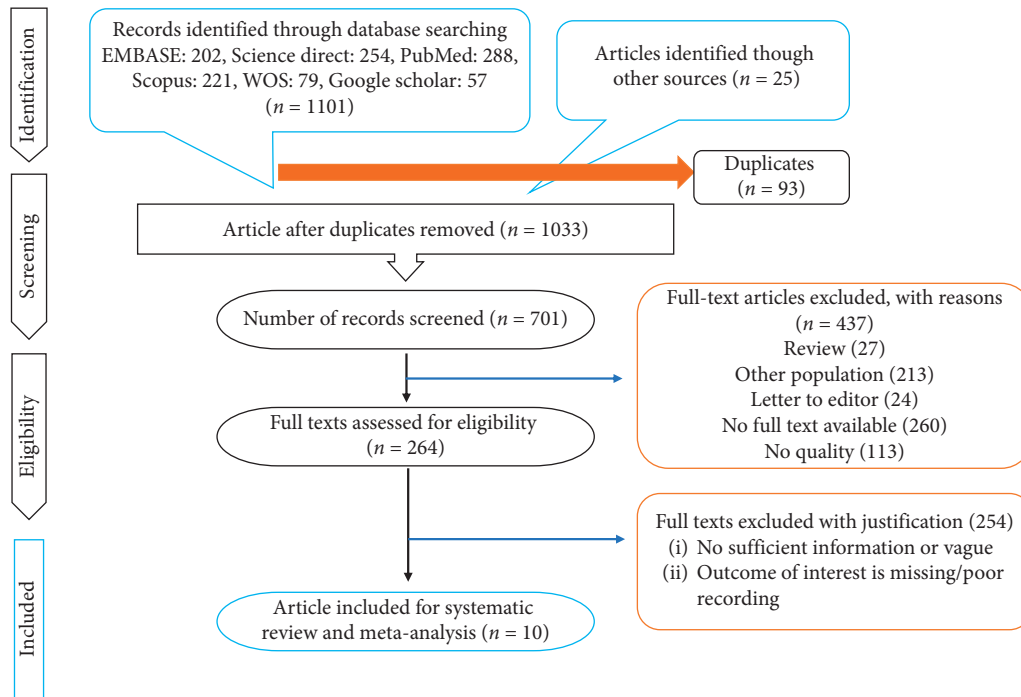 Identification
Records identified through database searching
EMBASE: 202, Science direct: 254, PubMed: 288,
Scopus: 221, WOS: 79, Google scholar: 57
(n = 1101)
Articles identified though
other sources (n = 25)
Duplicates
(n = 93)
Screening
Article after duplicates removed (n = 1033)
Number of records screened (n = 701)
Full-text articles excluded, with reasons
(n = 437)
Review (27)
Other population (213)
Letter to editor (24)
No full text available (260)
No quality (113)
Eligibility
Full texts assessed for eligibility
(n = 264)
Full texts excluded with justification (254)
(i) No sufficient information or vague
(ii) Outcome of interest is missing/poor
recording
Included
Article included for systematic
review and meta-analysis (n = 10)